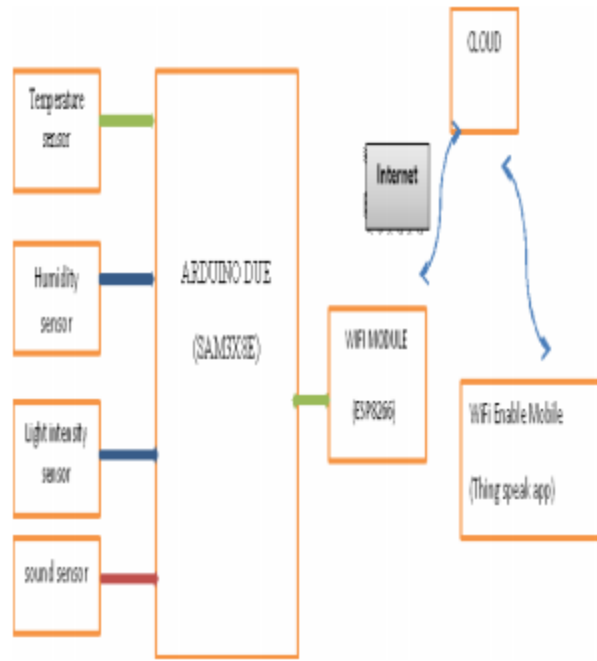 CLOUD
Temperature
sensor
Internet
Humidity
sensor
ARDUINO DUE
(SAM3X8E)
WIFI MODULE
(ESP8266)
WiFi Enable Mobile
(Thing speak app)
Light intensity
sensor
sound sensor